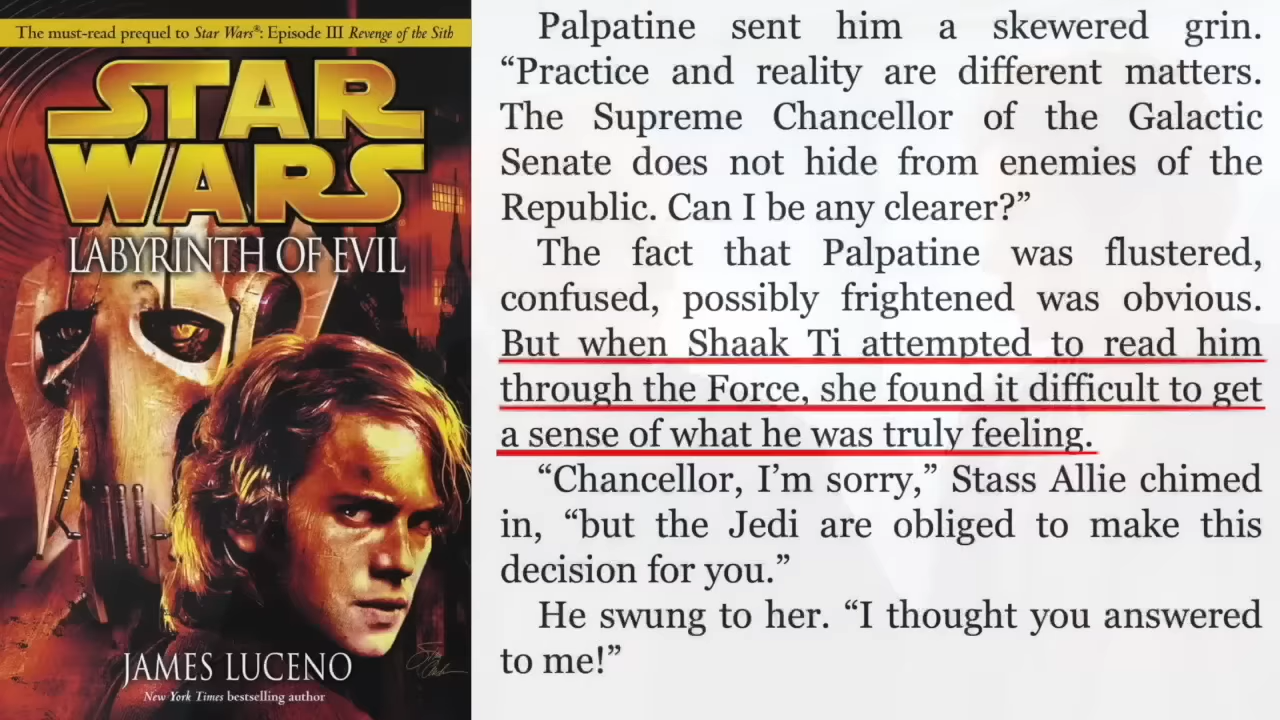 The must-read prequel to Star Wars®: Episode III Revenge of the Sith
STAR
WARS
LABYRINTH OF EVIL
JAMES LUCENO
New York Times bestselling author
Palpatine sent him a skewered grin.
“Practice and reality are different matters.
The Supreme Chancellor of the Galactic
Senate does not hide from enemies of the
Republic. Can I be any clearer?”
The fact that Palpatine was flustered,
confused, possibly frightened was obvious.
But when Shaak Ti attempted to read him
through the Force, she found it difficult to get
a sense of what he was truly feeling.
“Chancellor, I’m sorry,” Stass Allie chimed
in, “but the Jedi are obliged to make this
decision for you.”
He swung to her. “I thought you answered
to me!”